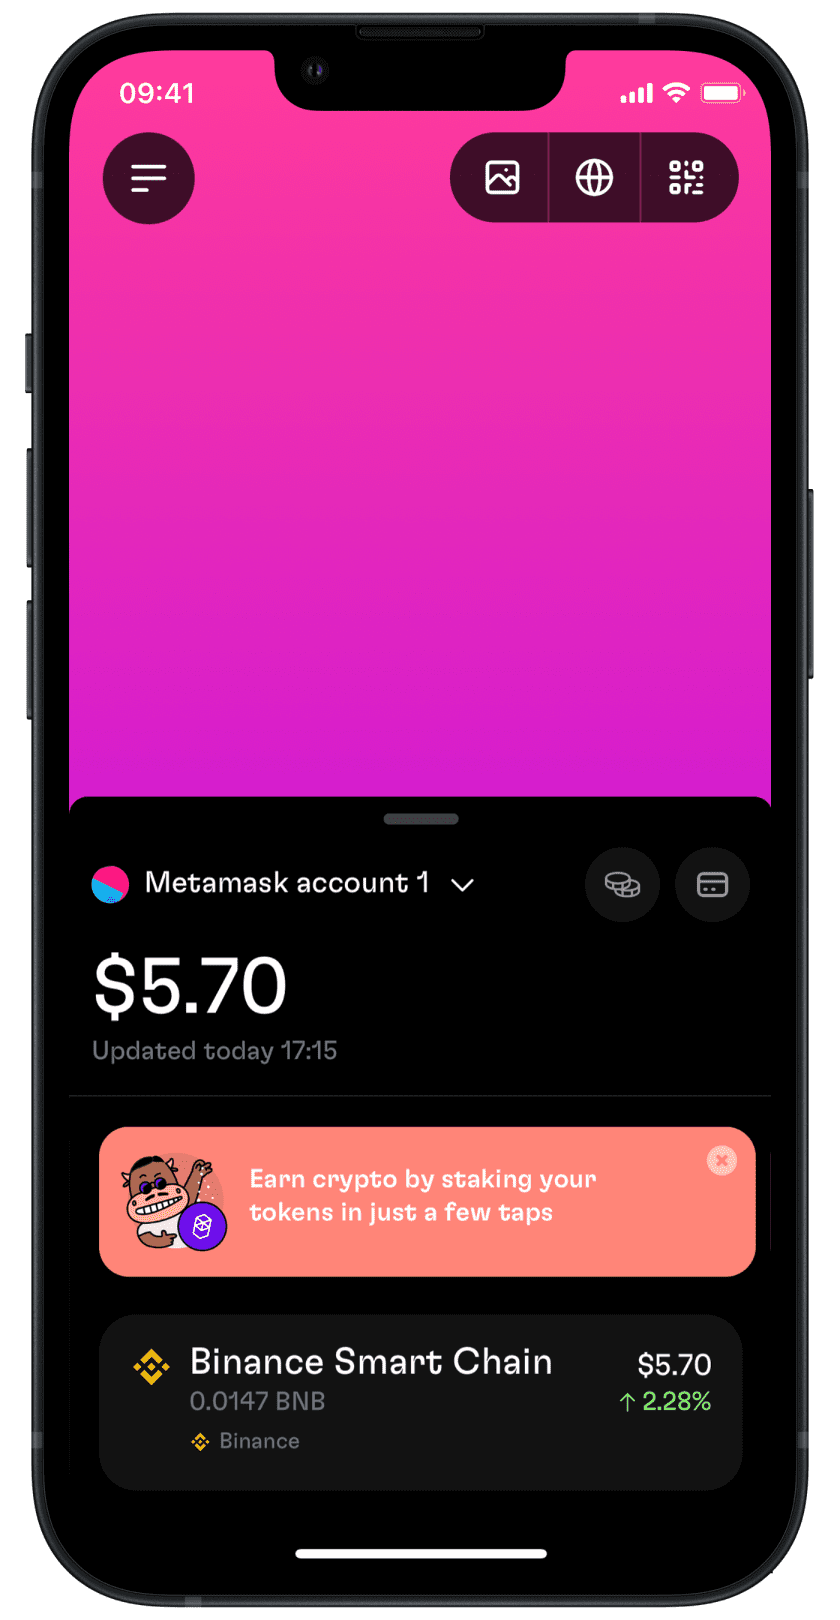 09:41
Metamask account 1
$5.70
Updated today 17:15
Earn crypto by staking your
tokens in just a few taps
Binance Smart Chain
$5.70
0.0147 BNB
↑ 2.28%
Binance